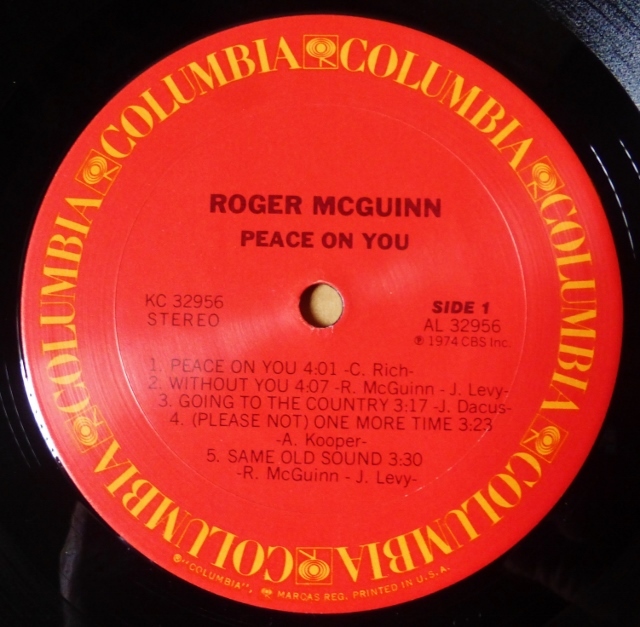 COLUMBIA COLUMBIA COLUMBIA COLUMBIA COLUMBIA COLUMBIA COLUMBIA
ROGER MCGUINN
PEACE ON YOU
KC 32956
STEREO
SIDE 1
AL 32956
℗ 1974 CBS Inc.
1. PEACE ON YOU 4:01 -C. Rich-
2. WITHOUT YOU 4:07 -R. McGuinn - J. Levy-
3. GOING TO THE COUNTRY 3:17 -J. Dacus-
4. (PLEASE NOT) ONE MORE TIME 3:23
-A. Kooper-
5. SAME OLD SOUND 3:30
-R. McGuinn - J. Levy-
®"COLUMBIA", MARCAS REG. PRINTED IN U.S.A.